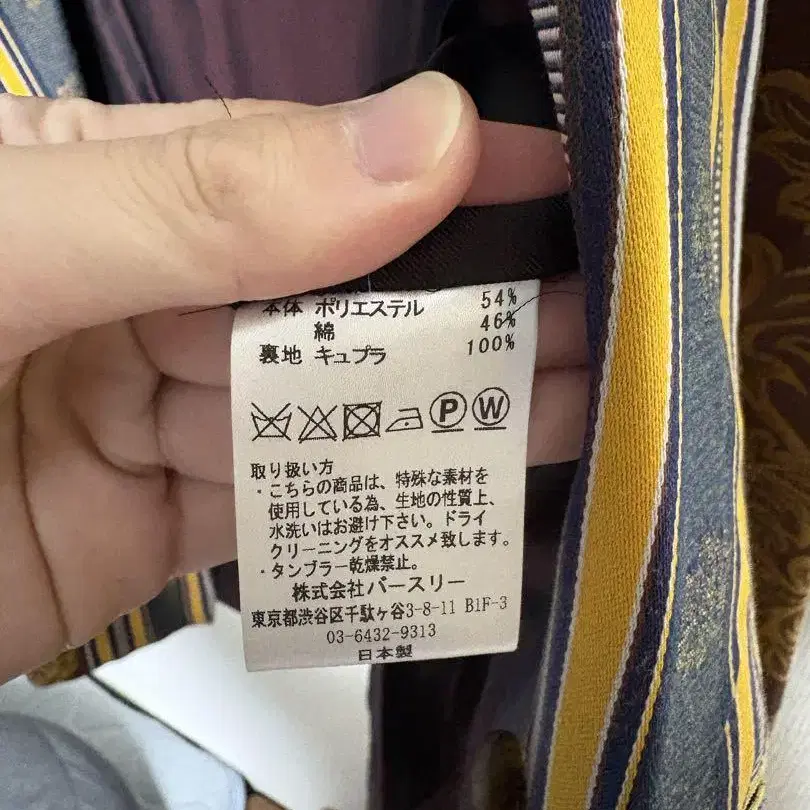 本体 ポリエステル 54%
綿 46%
裏地 キュプラ 100%
P W
取り扱い方
・こちらの商品は、特殊な素材を
使用している為、生地の性質上、
水洗いはお避け下さい。ドライ
クリーニングをオススメ致します。
・タンブラー乾燥禁止。
株式会社バースリー
東京都渋谷区千駄ヶ谷3-8-11 B1F-3
03-6432-9313
日本製